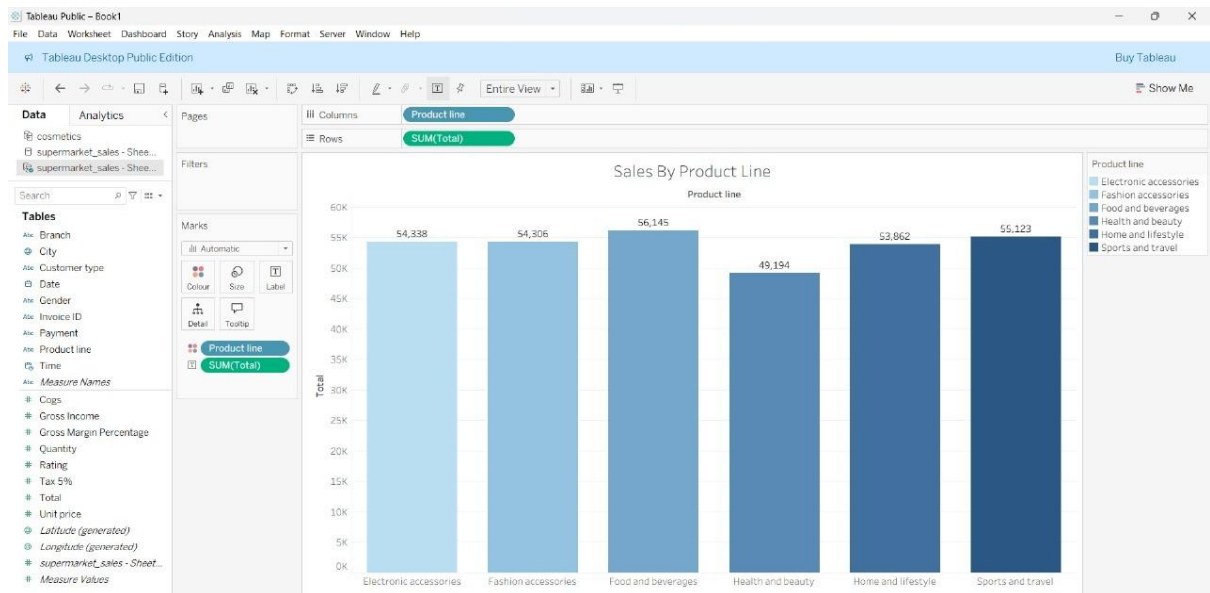 Tableau Public – Book1
File Data Worksheet Dashboard Story Analysis Map Format Server Window Help
Tableau Desktop Public Edition
Buy Tableau
Entire View
Show Me
Data Analytics
cosmetics
supermarket_sales - Shee...
supermarket_sales - Shee...
Search
Tables
Abc Branch
City
Abc Customer type
Date
Abc Gender
Abc Invoice ID
Abc Payment
Abc Product line
Time
Abc Measure Names
# Cogs
# Gross Income
# Gross Margin Percentage
# Quantity
# Rating
# Tax 5%
# Total
# Unit price
Latitude (generated)
Longitude (generated)
# supermarket_sales - Sheet...
# Measure Values
Pages
Filters
Marks
Automatic
Colour Size Label
Detail Tooltip
Product line
SUM(Total)
Columns Product line
Rows SUM(Total)
Sales By Product Line
Product line
Total
60K
55K
50K
45K
40K
35K
30K
25K
20K
15K
10K
5K
0K
54,338 54,306 56,145 49,194 53,862 55,123
Electronic accessories Fashion accessories Food and beverages Health and beauty Home and lifestyle Sports and travel
Product line
Electronic accessories
Fashion accessories
Food and beverages
Health and beauty
Home and lifestyle
Sports and travel